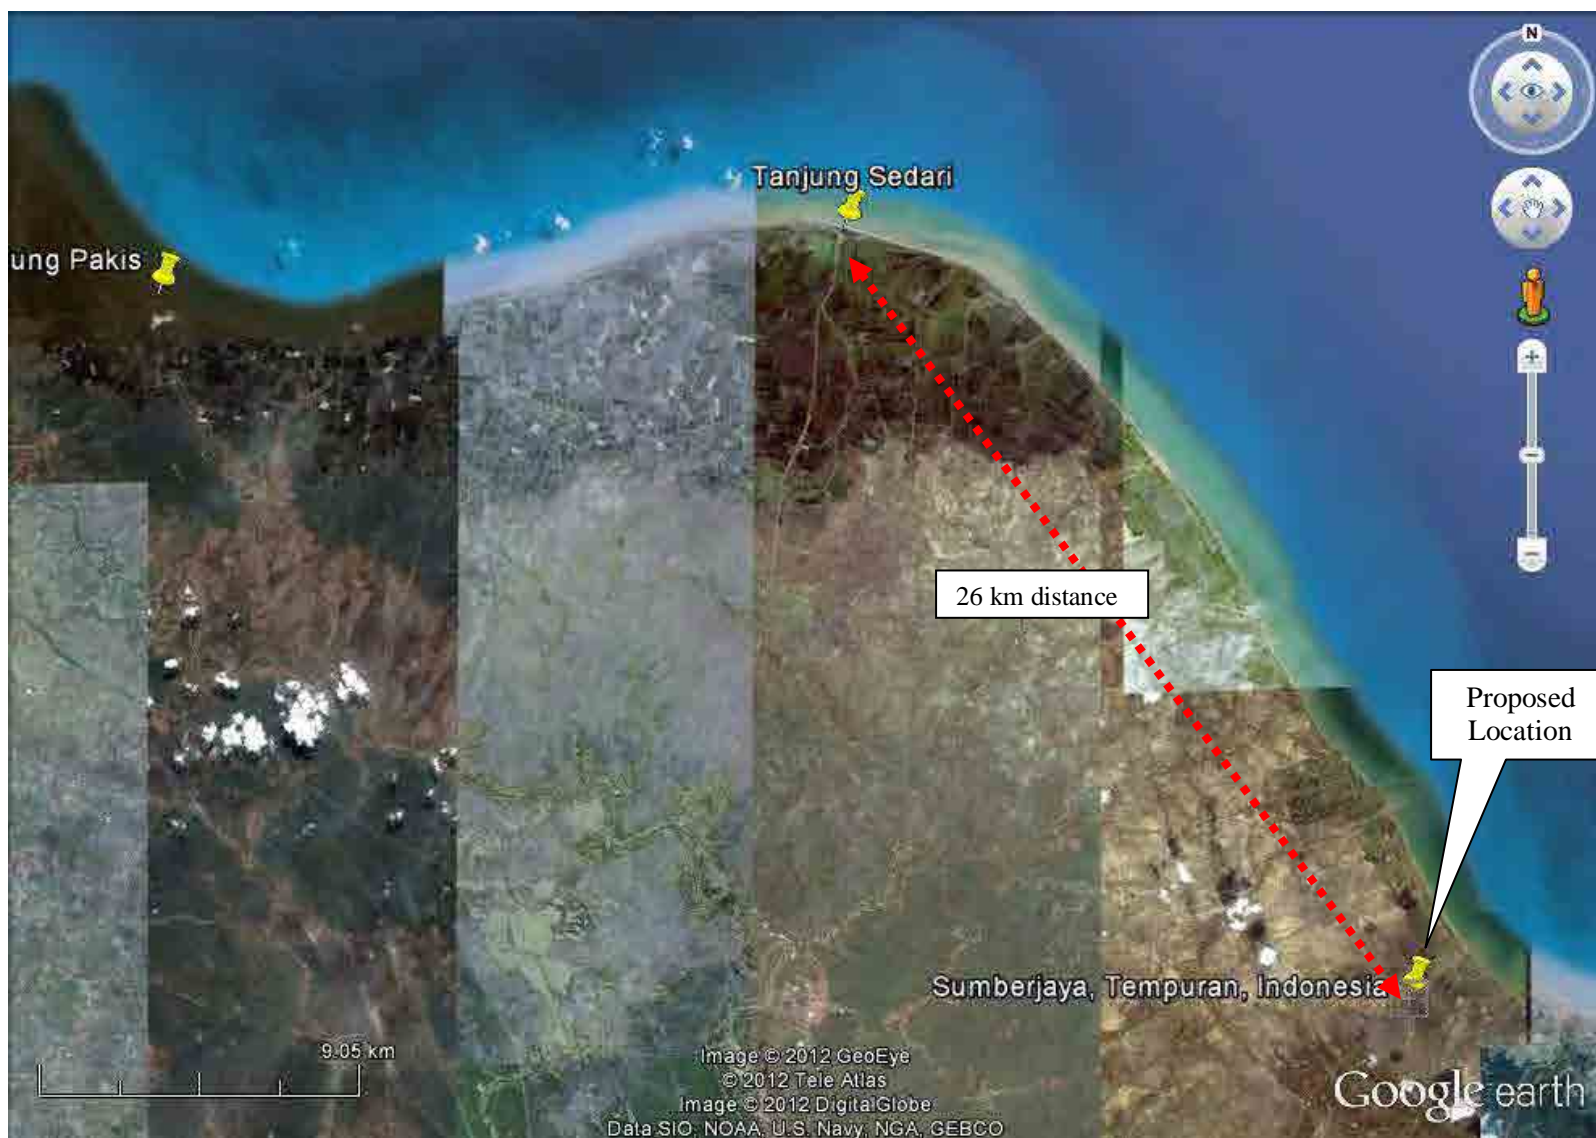 N
Tanjung Sedari
ung Pakis
26 km distance
Proposed
Location
Sumberjaya, Tempuran, Indonesia
9.05 km
Image © 2012 GeoEye
© 2012 Tele Atlas
Image © 2012 DigitalGlobe
Data SIO, NOAA, U.S. Navy, NGA, GEBCO
Google earth